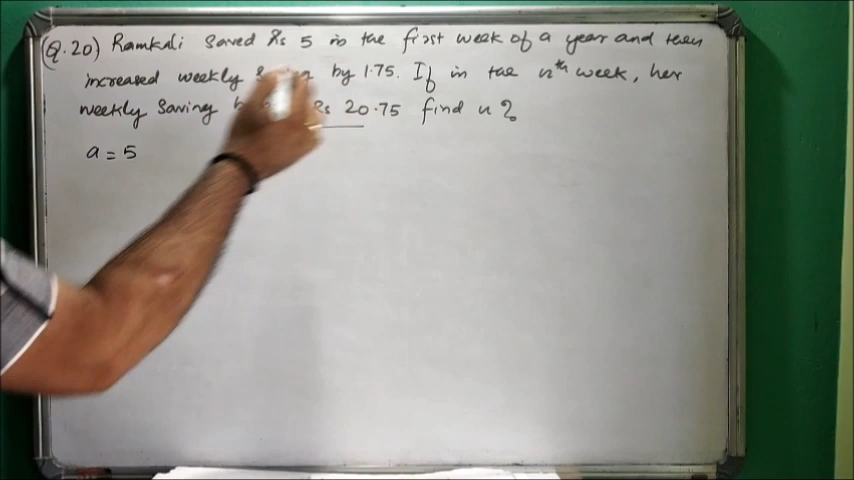 (Q.20) Ramkali saved Rs 5 in the first week of a year and then
increased weekly by 1.75. If in the nth week, her
weekly saving Rs 20.75 find n?
a = 5